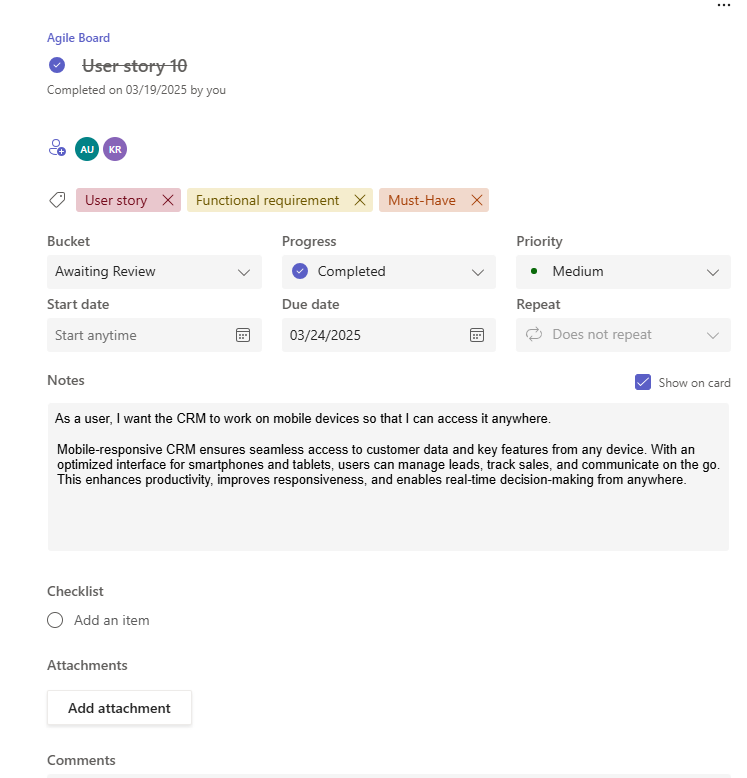 ...
Agile Board
User story 10
Completed on 03/19/2025 by you
AU KR
User story Functional requirement Must-Have
Bucket Progress Priority
Awaiting Review Completed Medium
Start date Due date Repeat
Start anytime 03/24/2025 Does not repeat
Notes Show on card
As a user, I want the CRM to work on mobile devices so that I can access it anywhere.
Mobile-responsive CRM ensures seamless access to customer data and key features from any device. With an
optimized interface for smartphones and tablets, users can manage leads, track sales, and communicate on the go.
This enhances productivity, improves responsiveness, and enables real-time decision-making from anywhere.
Checklist
Add an item
Attachments
Add attachment
Comments